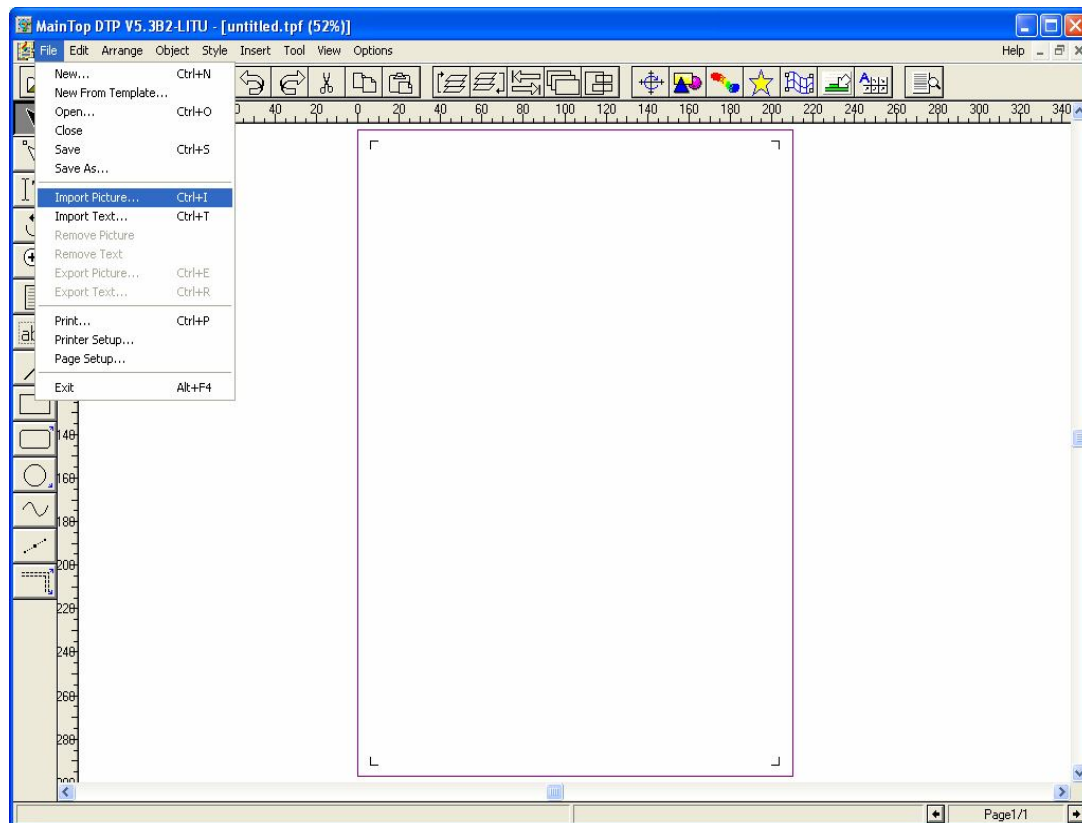 MainTop DTP V5.3B2-LITU - [untitled.tpf (52%)]
File Edit Arrange Object Style Insert Tool View Options Help
New... Ctrl+N
New From Template...
Open... Ctrl+O
Close
Save Ctrl+S
Save As...
Import Picture... Ctrl+I
Import Text... Ctrl+T
Remove Picture
Remove Text
Export Picture... Ctrl+E
Export Text... Ctrl+R
Print... Ctrl+P
Printer Setup...
Page Setup...
Exit Alt+F4
40 20 0 20 40 60 80 100 120 140 160 180 200 220 240 260 280 300 320 340
140
160
180
200
220
240
260
280
Page1/1